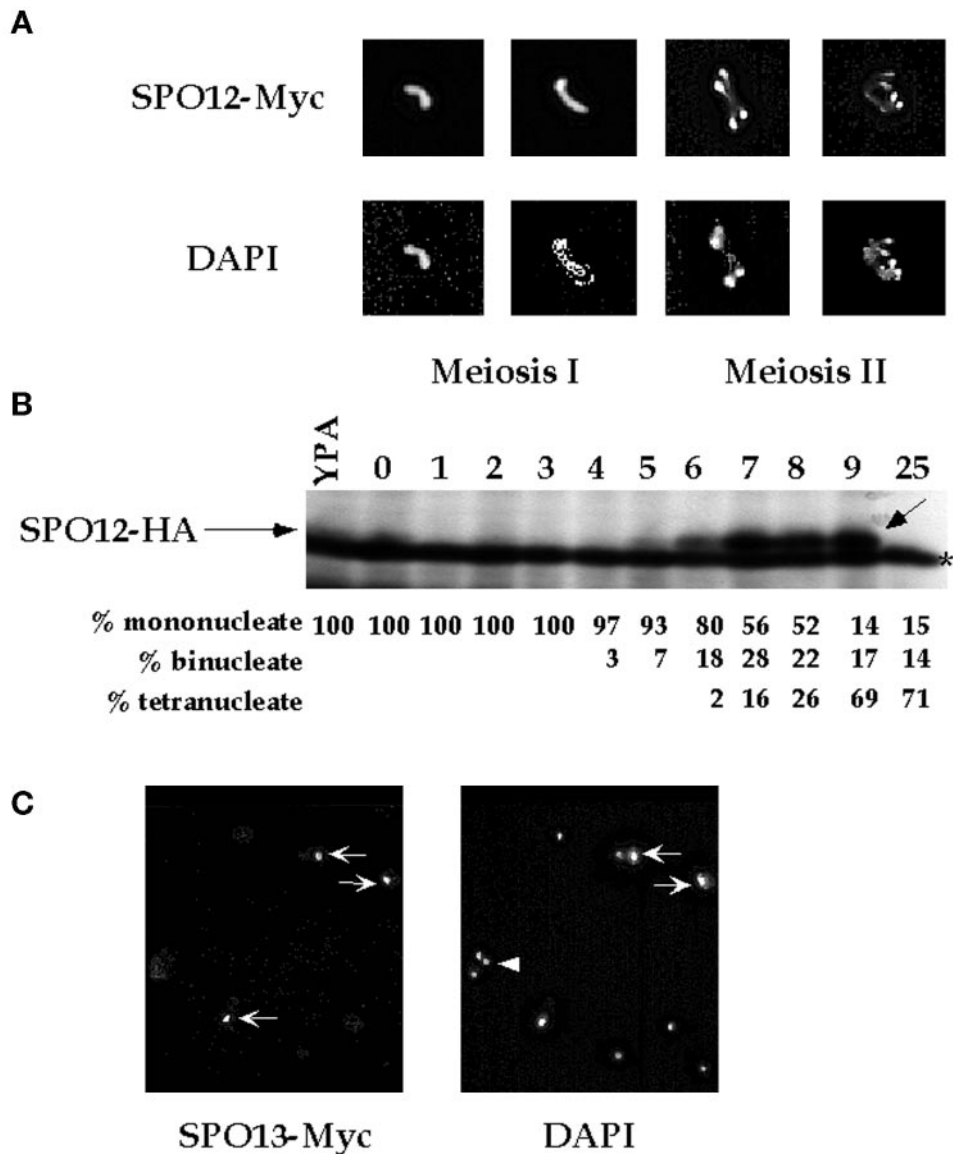 A
SPO12-Myc
DAPI
Meiosis I Meiosis II
B
YPA 0 1 2 3 4 5 6 7 8 9 25
SPO12-HA
*
% mononucleate 100 100 100 100 100 97 93 80 56 52 14 15
% binucleate 3 7 18 28 22 17 14
% tetranucleate 2 16 26 69 71
C
SPO13-Myc DAPI